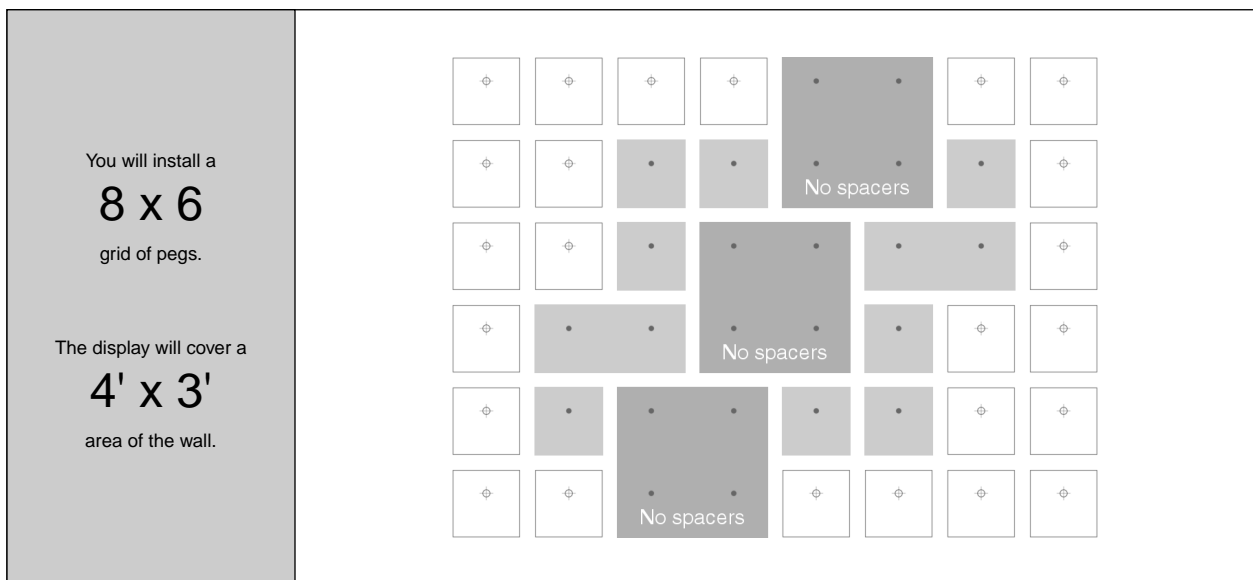 You will install a
8 x 6
grid of pegs.
The display will cover a
4' x 3'
area of the wall.
No spacers
No spacers
No spacers